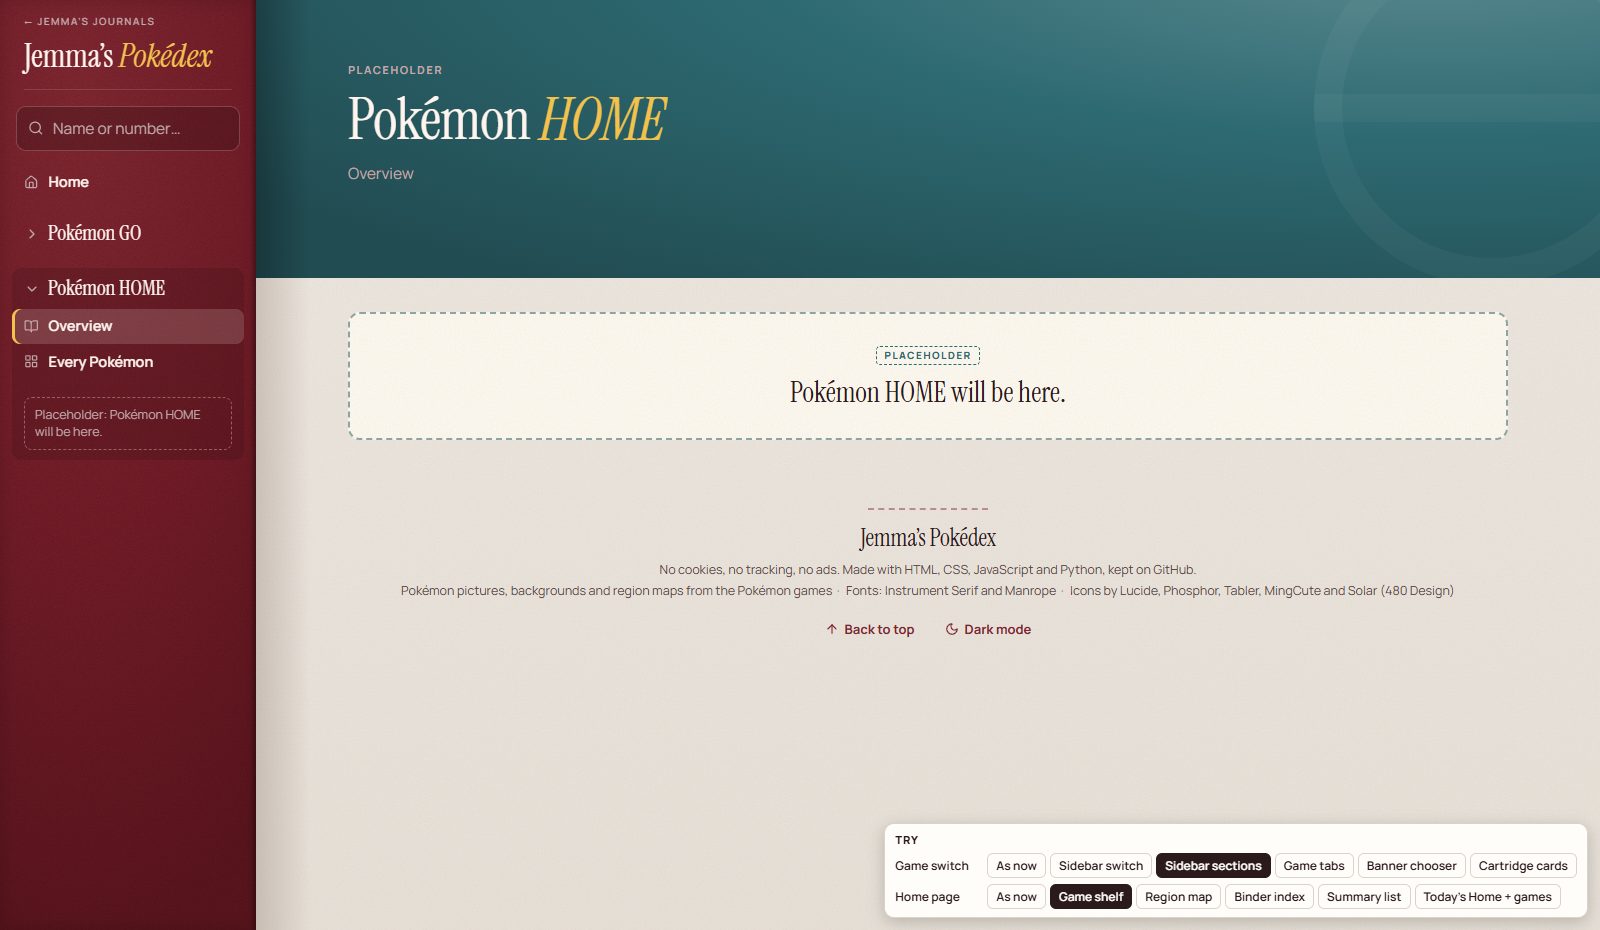 ← JEMMA'S JOURNALS
Jemma's Pokédex
Name or number...
Home
Pokémon GO
Pokémon HOME
Overview
Every Pokémon
Placeholder: Pokémon HOME
will be here.
PLACEHOLDER
Pokémon HOME
Overview
PLACEHOLDER
Pokémon HOME will be here.
Jemma's Pokédex
No cookies, no tracking, no ads. Made with HTML, CSS, JavaScript and Python, kept on GitHub.
Pokémon pictures, backgrounds and region maps from the Pokémon games · Fonts: Instrument Serif and Manrope · Icons by Lucide, Phosphor, Tabler, MingCute and Solar (480 Design)
Back to top Dark mode
TRY
Game switch As now Sidebar switch Sidebar sections Game tabs Banner chooser Cartridge cards
Home page As now Game shelf Region map Binder index Summary list Today's Home + games